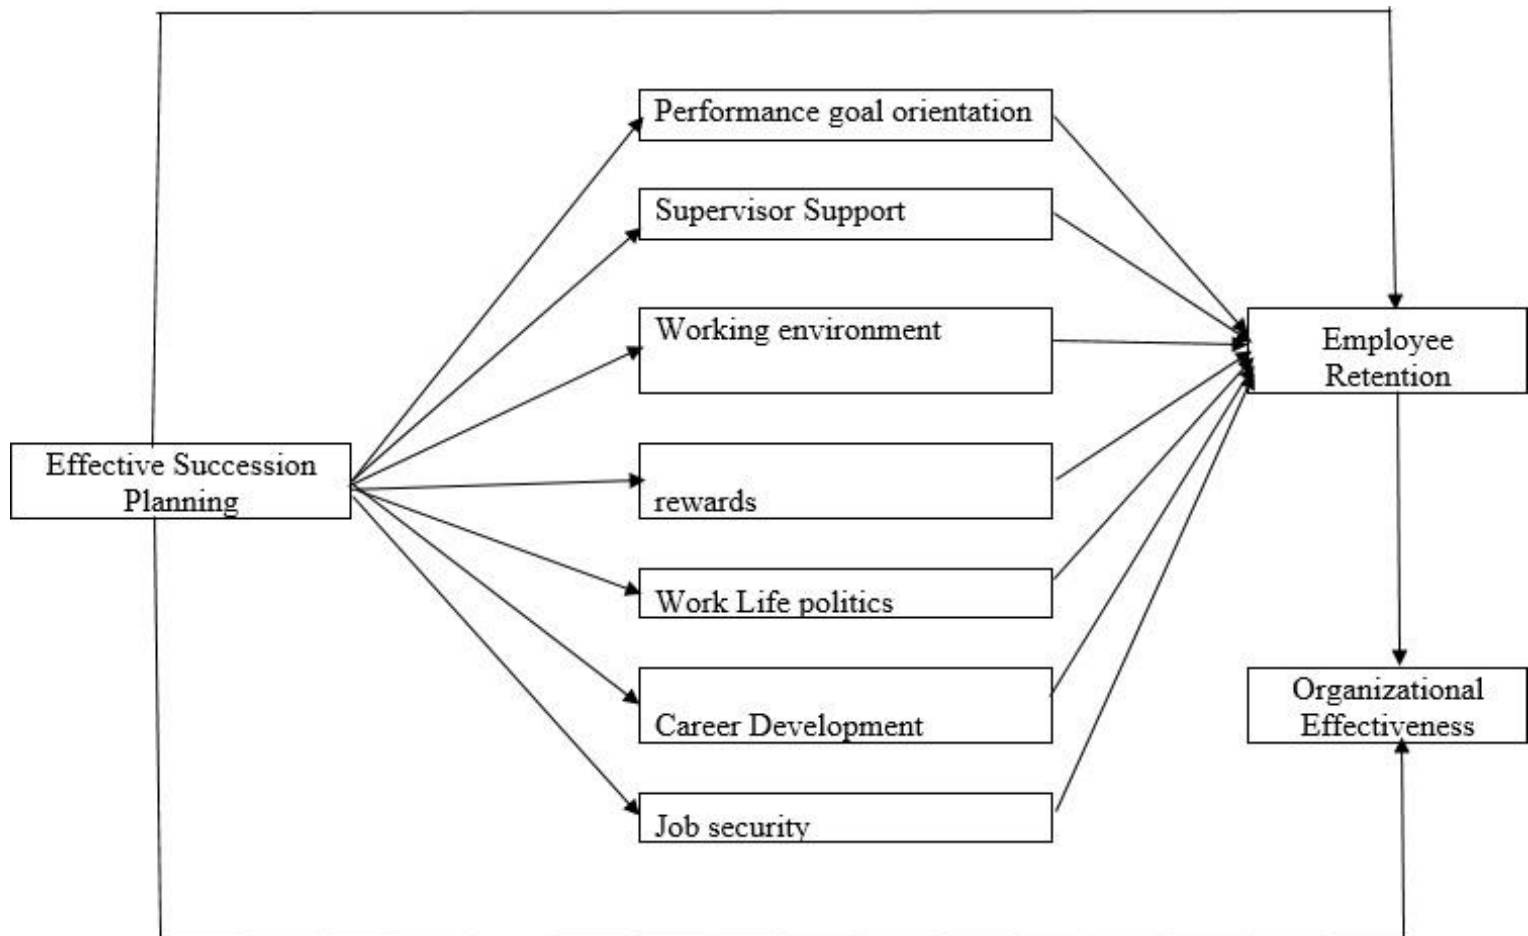 Performance goal orientation
Supervisor Support
Working environment
Employee
Retention
Effective Succession
Planning
rewards
Work Life politics
Career Development
Organizational
Effectiveness
Job security